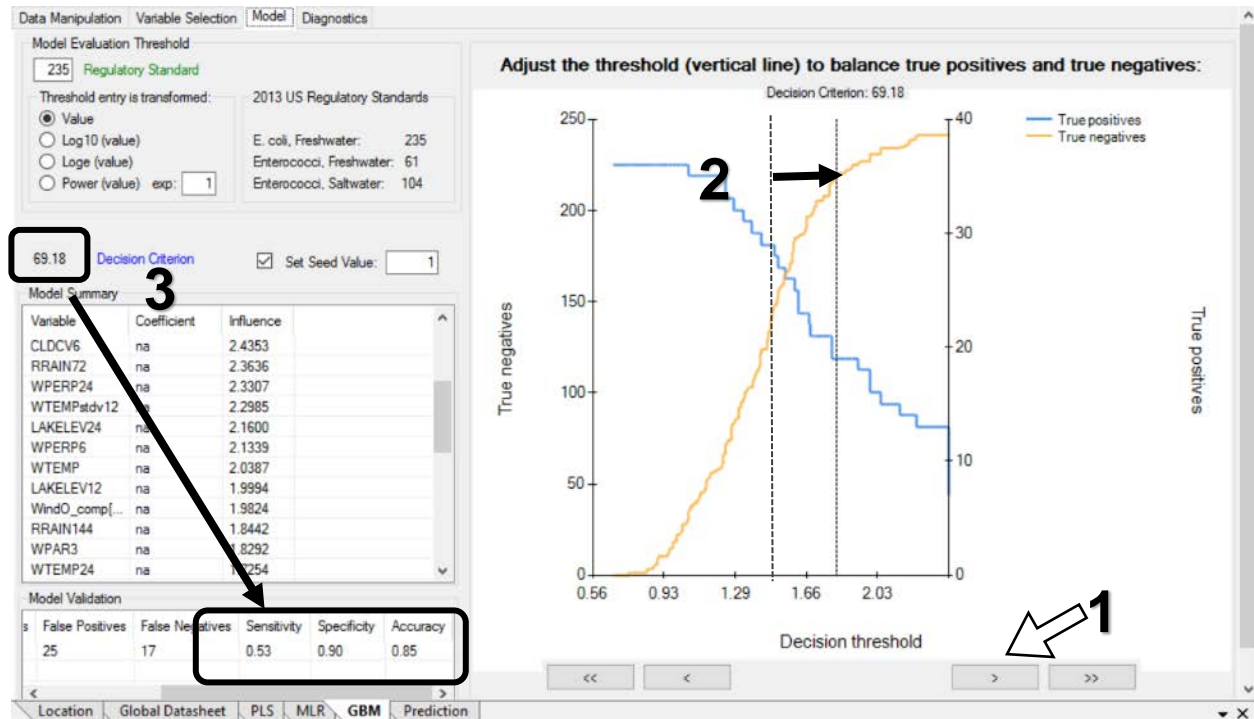 Data Manipulation Variable Selection Model Diagnostics
Model Evaluation Threshold
235 Regulatory Standard
Threshold entry is transformed:
Value
Log10 (value)
Loge (value)
Power (value) exp: 1
2013 US Regulatory Standards
E. coli, Freshwater: 235
Enterococci, Freshwater: 61
Enterococci, Saltwater: 104
69.18 Decision Criterion
Set Seed Value: 1
3
Model Summary
Variable Coefficient Influence
CLDCV6 na 2.4353
RRAIN72 na 2.3636
WPERP24 na 2.3307
WTEMPstdv12 na 2.2985
LAKELEV24 na 2.1600
WPERP6 na 2.1339
WTEMP na 2.0387
LAKELEV12 na 1.9994
WindO_comp[... na 1.9824
RRAIN144 na 1.8442
WPAR3 na 1.8292
WTEMP24 na
Model Validation
s False Positives False Negatives Sensitivity Specificity Accuracy
25 17 0.53 0.90 0.85
Adjust the threshold (vertical line) to balance true positives and true negatives:
Decision Criterion: 69.18
True positives
True negatives
2
250
200
150
100
50
0
True negatives
40
30
20
10
0
True positives
0.56 0.93 1.29 1.66 2.03
Decision threshold
1
<< < > >>
Location Global Datasheet PLS MLR GBM Prediction